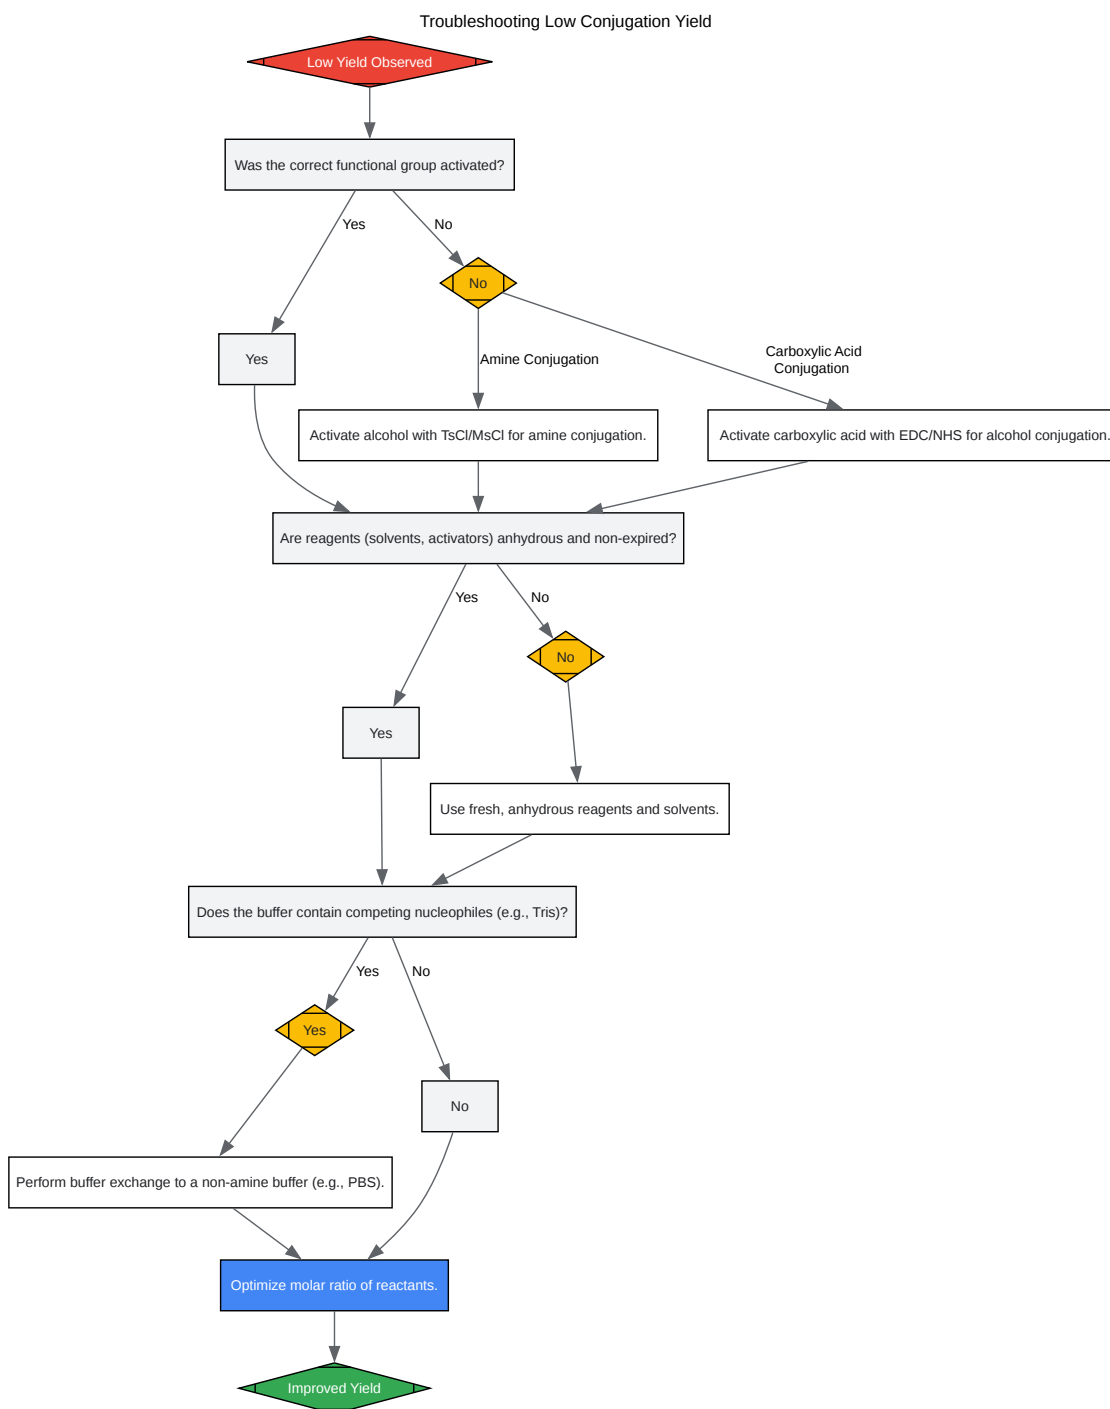 Troubleshooting Low Conjugation Yield
Low Yield Observed
Was the correct functional group activated?
Yes
No
No
Yes
Amine Conjugation
Carboxylic Acid
Conjugation
Activate alcohol with TsCl/MsCl for amine conjugation.
Activate carboxylic acid with EDC/NHS for alcohol conjugation.
Are reagents (solvents, activators) anhydrous and non-expired?
Yes
No
No
Yes
Use fresh, anhydrous reagents and solvents.
Does the buffer contain competing nucleophiles (e.g., Tris)?
Yes
No
Yes
No
Perform buffer exchange to a non-amine buffer (e.g., PBS).
Optimize molar ratio of reactants.
Improved Yield